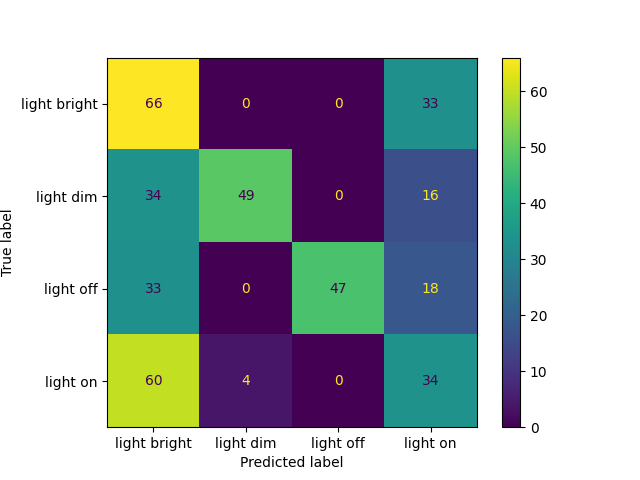 light bright 66 0 0 33
light dim 34 49 0 16
light off 33 0 47 18
light on 60 4 0 34
light bright light dim light off light on
Predicted label
True label
60
50
40
30
20
10
0